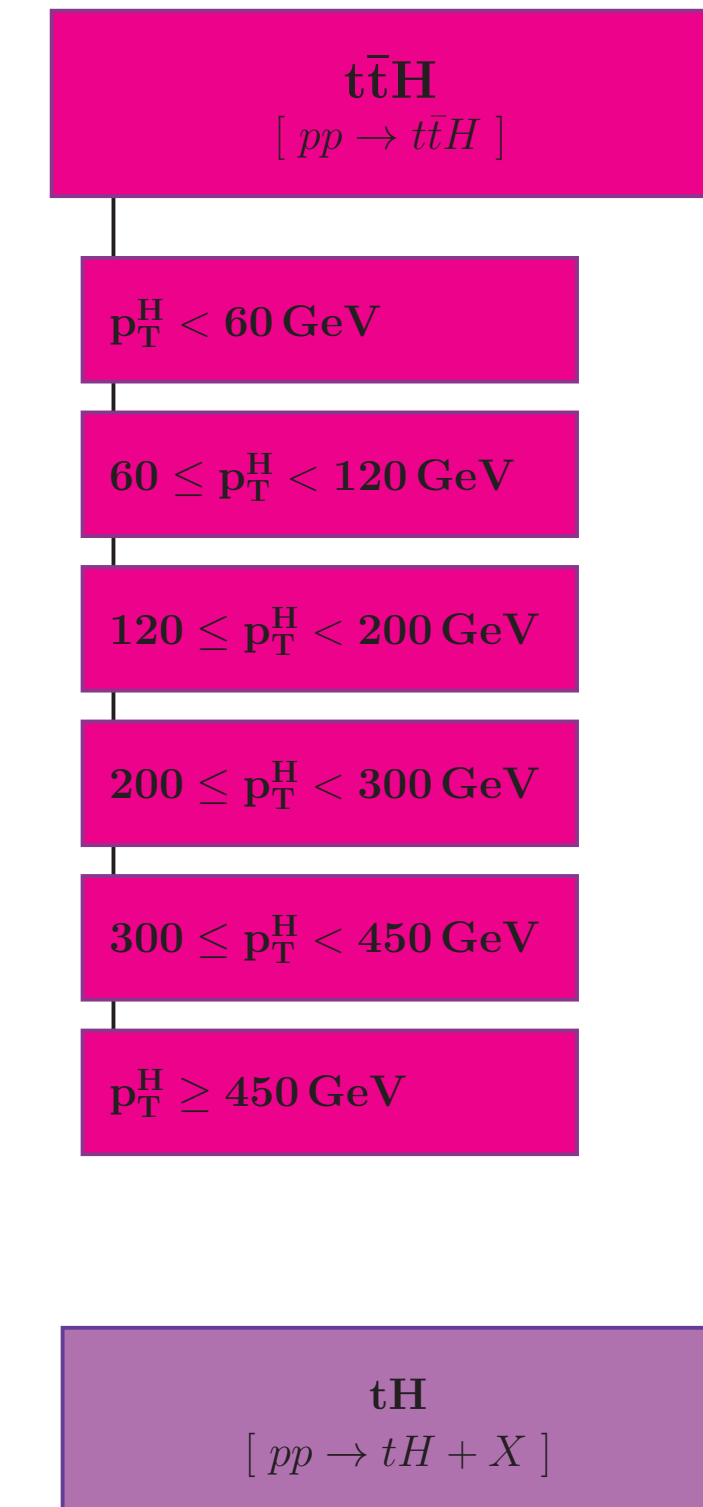 tt̄H
[ pp → tt̄H ]
p_T^H < 60 GeV
60 ≤ p_T^H < 120 GeV
120 ≤ p_T^H < 200 GeV
200 ≤ p_T^H < 300 GeV
300 ≤ p_T^H < 450 GeV
p_T^H ≥ 450 GeV
tH
[ pp → tH + X ]